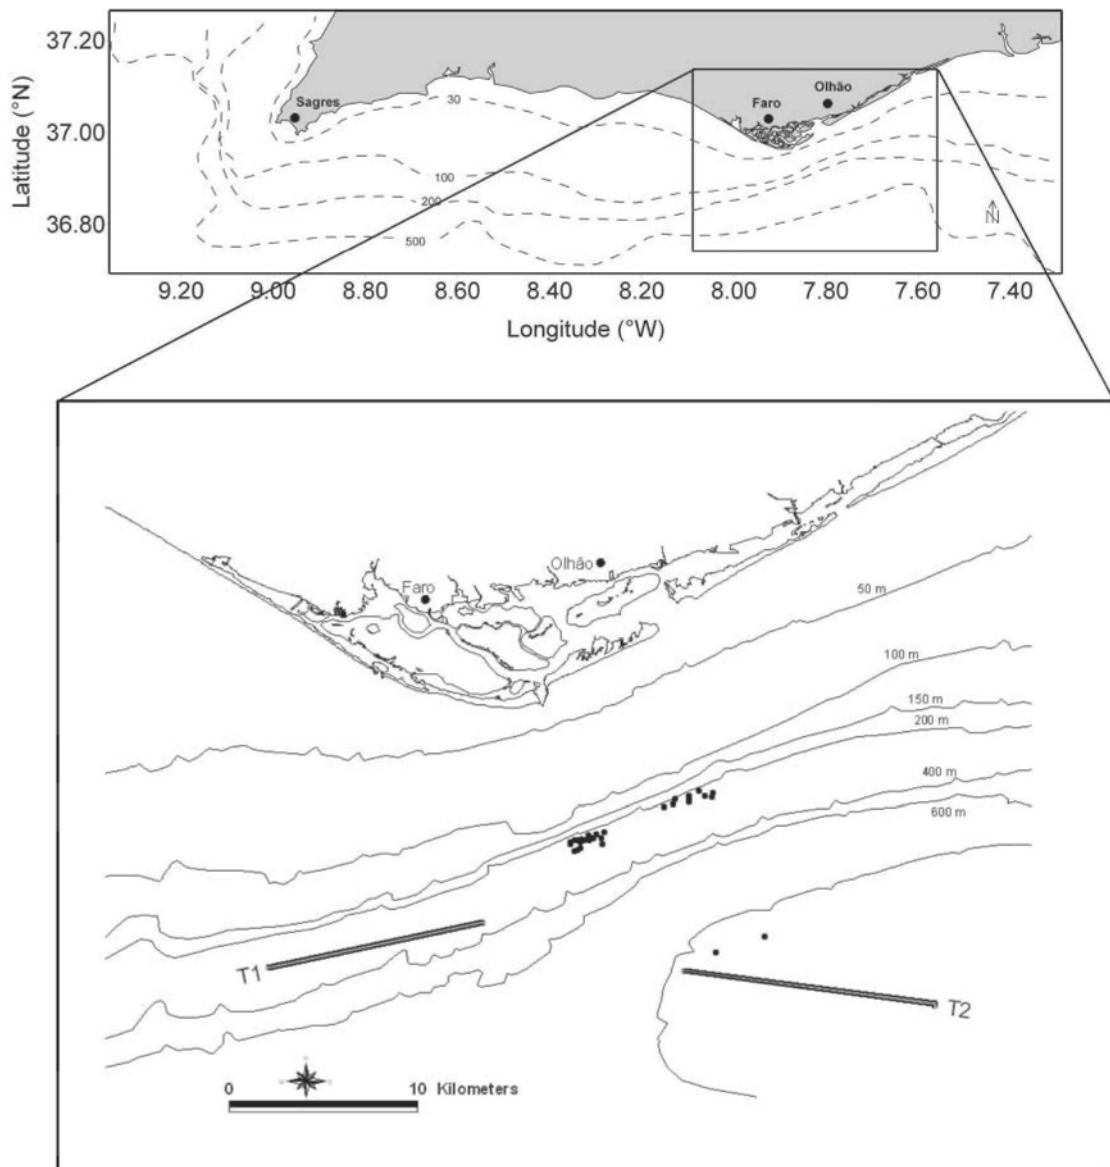 37.20
37.00
36.80
Latitude (°N)
Sagres
Faro
Olhão
30
100
200
500
N
9.20 9.00 8.80 8.60 8.40 8.20 8.00 7.80 7.60 7.40
Longitude (°W)
Olhão
Faro
50 m
100 m
150 m
200 m
400 m
600 m
T1
T2
0 10 Kilometers